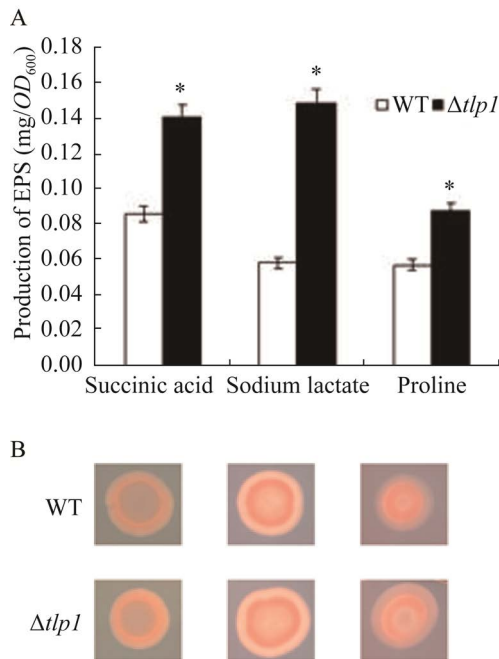 A
Production of EPS (mg/OD600)
0.18
0.16
0.14
0.12
0.10
0.08
0.06
0.04
0.02
0.00
* * *
WT Δtlp1
Succinic acid Sodium lactate Proline
B
WT
Δtlp1